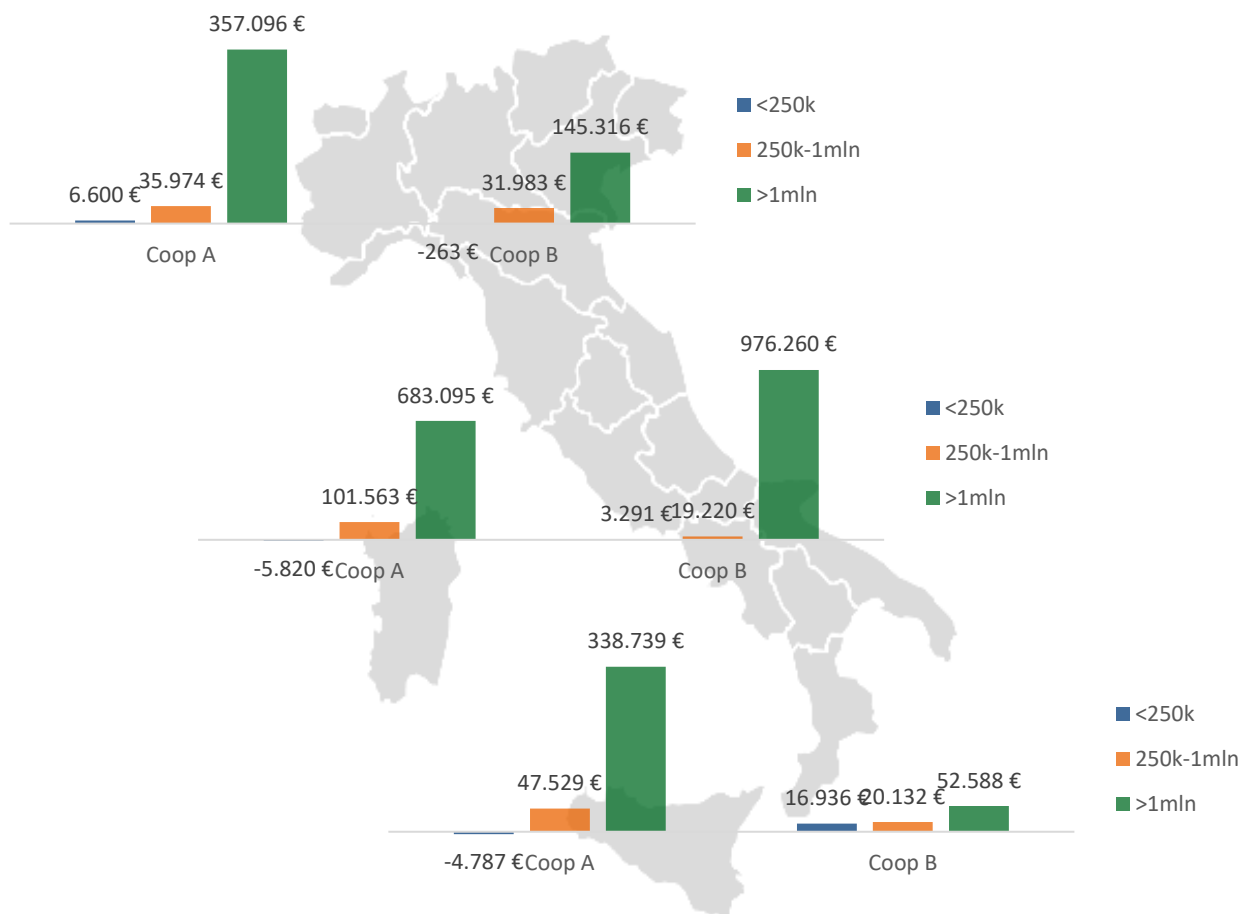 357.096 €
<250k
145.316 €
250k-1mln
35.974 €
31.983 €
6.600 €
>1mln
Coop A
-263 €
Coop B
976.260 €
683.095 €
<250k
250k-1mln
101.563 €
3.291 €
19.220 €
>1mln
-5.820 €
Coop A
Coop B
338.739 €
<250k
250k-1mln
47.529 €
16.936 €
20.132 €
52.588 €
>1mln
-4.787 €
Coop A
Coop B